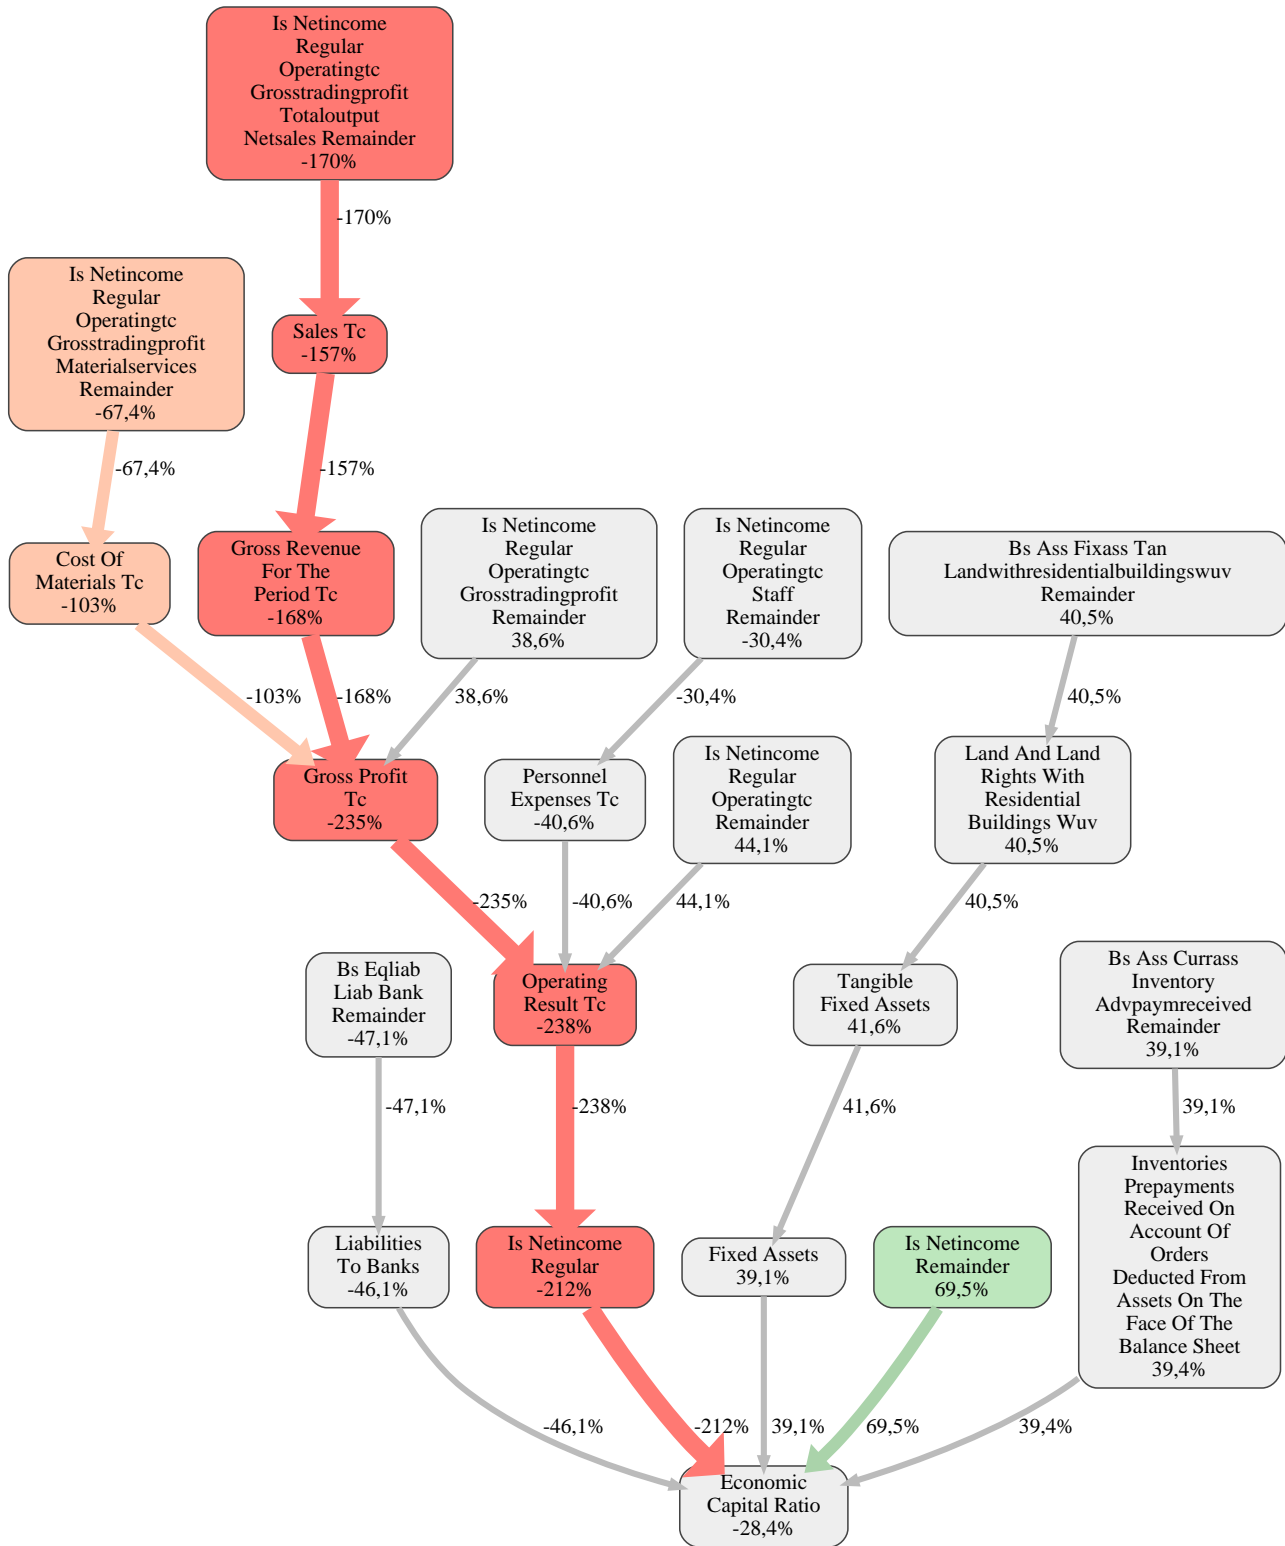 Is Netincome
Regular
Operatingtc
Grosstradingprofit
Totaloutput
Netsales Remainder
-170%
-170%
Is Netincome
Regular
Operatingtc
Grosstradingprofit
Materialservices
Remainder
-67,4%
Sales Tc
-157%
-67,4%
-157%
Cost Of
Materials Tc
-103%
Gross Revenue
For The
Period Tc
-168%
Is Netincome
Regular
Operatingtc
Grosstradingprofit
Remainder
38,6%
Is Netincome
Regular
Operatingtc
Staff
Remainder
-30,4%
Bs Ass Fixass Tan
Landwithresidentialbuildingswuv
Remainder
40,5%
-103%
-168%
38,6%
-30,4%
40,5%
Gross Profit
Tc
-235%
Personnel
Expenses Tc
-40,6%
Is Netincome
Regular
Operatingtc
Remainder
44,1%
Land And Land
Rights With
Residential
Buildings Wuv
40,5%
-235%
-40,6%
44,1%
40,5%
Bs Eqliab
Liab Bank
Remainder
-47,1%
Operating
Result Tc
-238%
Tangible
Fixed Assets
41,6%
Bs Ass Currass
Inventory
Advpaymreceived
Remainder
39,1%
-47,1%
-238%
41,6%
39,1%
Liabilities
To Banks
-46,1%
Is Netincome
Regular
-212%
Fixed Assets
39,1%
Is Netincome
Remainder
69,5%
Inventories
Prepayments
Received On
Account Of
Orders
Deducted From
Assets On The
Face Of The
Balance Sheet
39,4%
-46,1%
-212%
39,1%
69,5%
39,4%
Economic
Capital Ratio
-28,4%